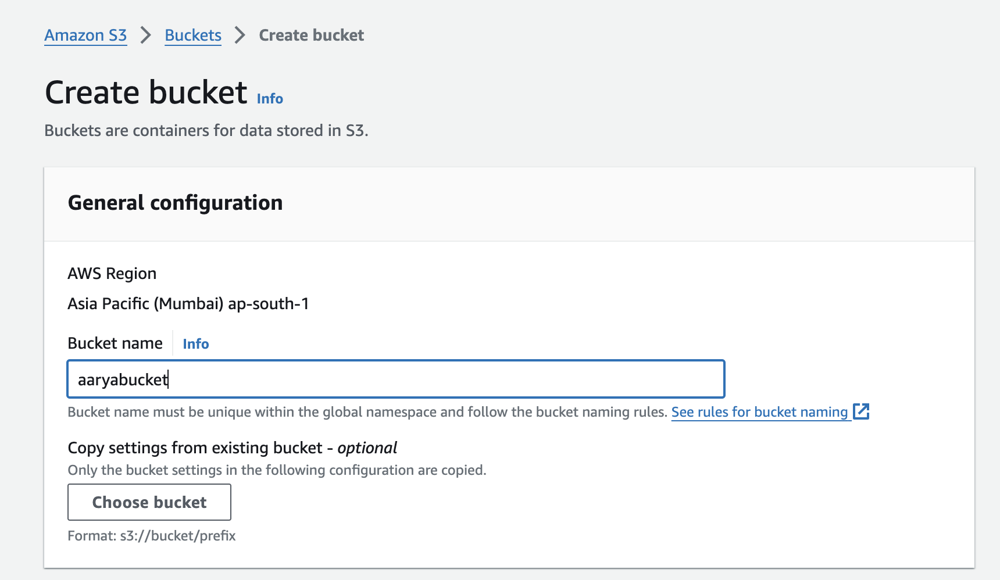 Amazon S3 > Buckets > Create bucket
Create bucket Info
Buckets are containers for data stored in S3.
General configuration
AWS Region
Asia Pacific (Mumbai) ap-south-1
Bucket name Info
aaryabucket
Bucket name must be unique within the global namespace and follow the bucket naming rules. See rules for bucket naming
Copy settings from existing bucket - optional
Only the bucket settings in the following configuration are copied.
Choose bucket
Format: s3://bucket/prefix